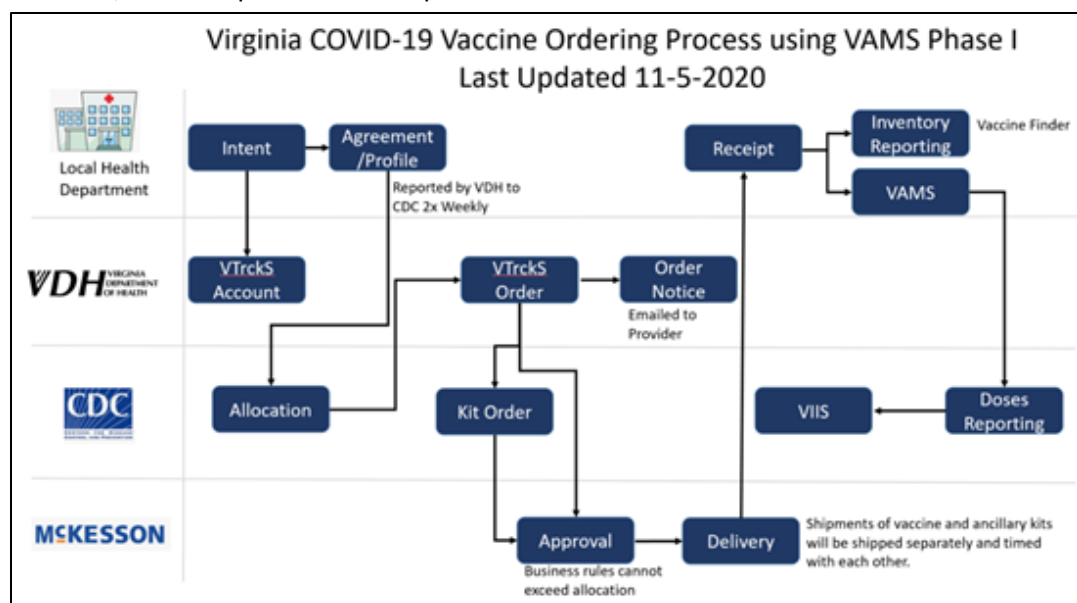 Virginia COVID-19 Vaccine Ordering Process using VAMS Phase I
Last Updated 11-5-2020
Local Health
Department
Intent
Agreement
/Profile
Reported by VDH to
CDC 2x Weekly
Receipt
Inventory
Reporting
Vaccine Finder
VAMS
VDH VIRGINIA
DEPARTMENT
OF HEALTH
VTrckS
Account
VTrckS
Order
Order
Notice
Emailed to
Provider
CDC
Allocation
Kit Order
VIIS
Doses
Reporting
MCKESSON
Approval
Business rules cannot
exceed allocation
Delivery
Shipments of vaccine and ancillary kits
will be shipped separately and timed
with each other.